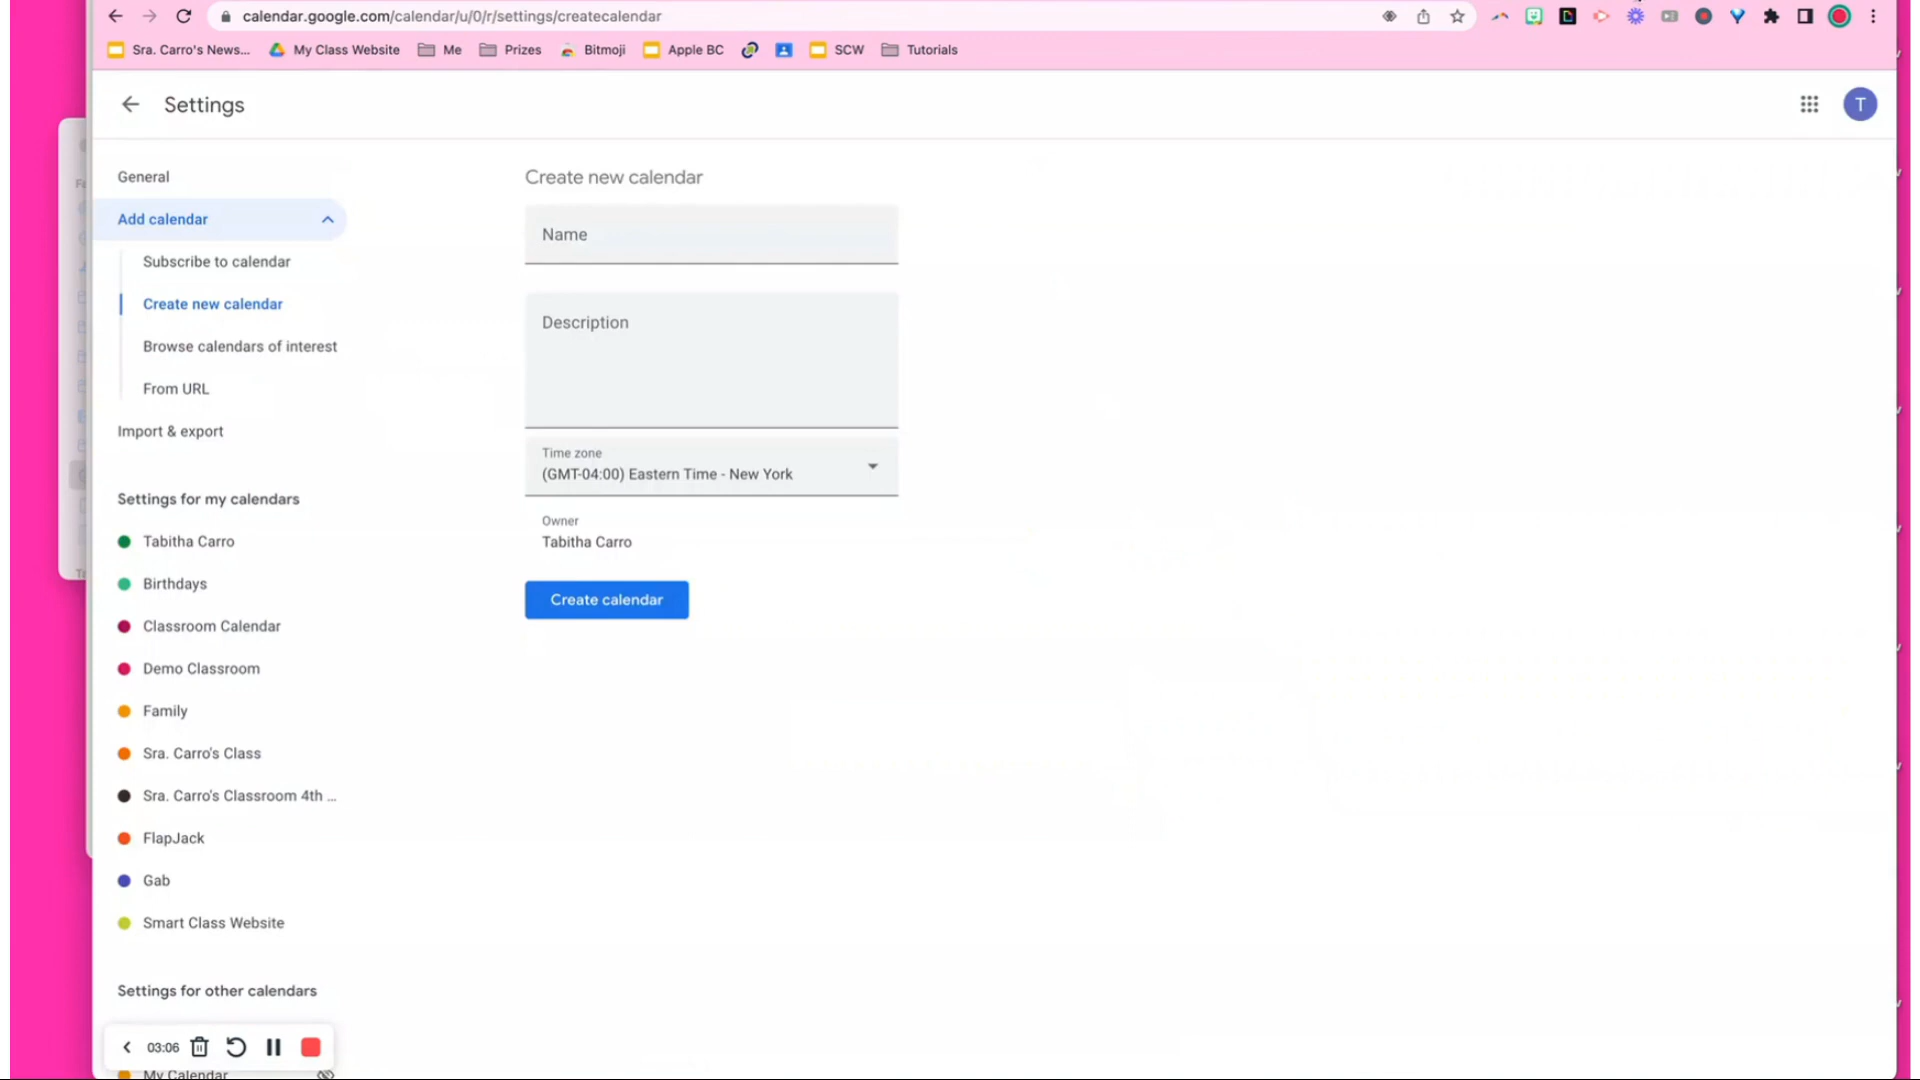 calendar.google.com/calendar/u/0/r/settings/createcalendar
Sra. Carro's News... My Class Website Me Prizes Bitmoji Apple BC SCW Tutorials
Settings
T
General
Add calendar
Subscribe to calendar
Create new calendar
Browse calendars of interest
From URL
Import & export
Settings for my calendars
Tabitha Carro
Birthdays
Classroom Calendar
Demo Classroom
Family
Sra. Carro's Class
Sra. Carro's Classroom 4th ...
FlapJack
Gab
Smart Class Website
Settings for other calendars
03:06
My Calendar
Create new calendar
Name
Description
Time zone
(GMT-04:00) Eastern Time - New York
Owner
Tabitha Carro
Create calendar